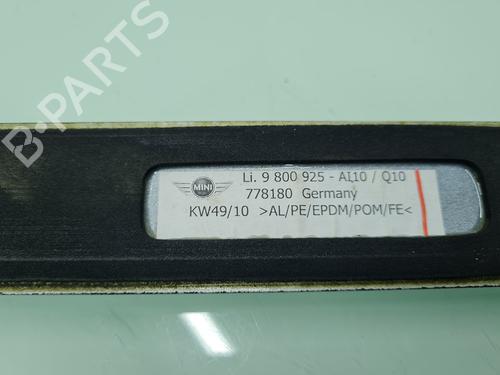 B-PARTS
MINI
Li. 9 800 925 - AI10 / Q10
778180 Germany
KW49/10 >AL/PE/EPDM/POM/FE<